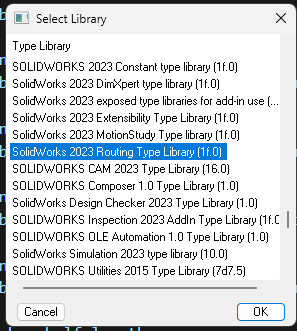 Select Library
Type Library
SOLIDWORKS 2023 Constant type library (1f.0)
SolidWorks 2023 DimXpert type library (1f.0)
SolidWorks 2023 exposed type libraries for add-in use (...
SolidWorks 2023 Extensibility Type Library (1f.0)
SolidWorks 2023 MotionStudy Type library (1f.0)
SolidWorks 2023 Routing Type Library (1f.0)
SOLIDWORKS CAM 2023 Type Library (16.0)
SOLIDWORKS Composer 1.0 Type Library (1.0)
SolidWorks Design Checker 2023 Type Library (1.0)
SOLIDWORKS Inspection 2023 AddIn Type Library (1f.0
SOLIDWORKS OLE Automation 1.0 Type Library (1.0)
SolidWorks Simulation 2023 type library (10.0)
SOLIDWORKS Utilities 2015 Type Library (7d7.5)
Cancel
OK